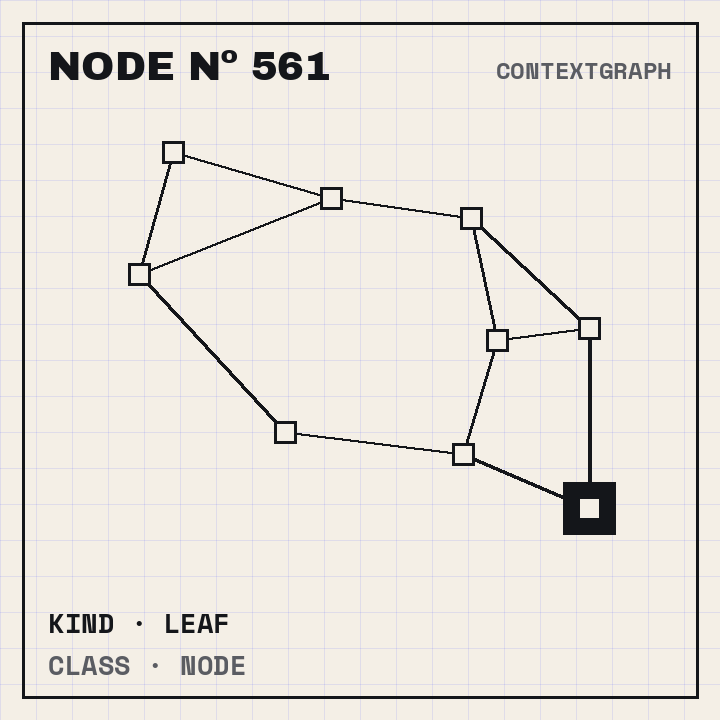 NODE Nº 561
CONTEXTGRAPH
KIND · LEAF
CLASS · NODE